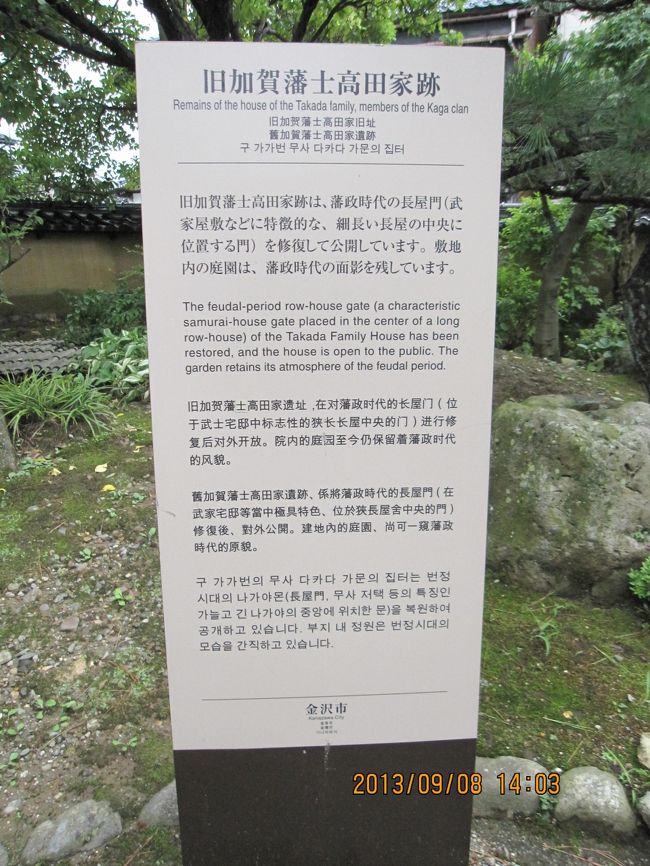 旧加賀藩士高田家跡
Remains of the house of the Takada family, members of the Kaga clan
旧加贺藩士高田家旧址
舊加賀藩士高田家遺跡
구 가가번 무사 다카다 가문의 집터
旧加賀藩士高田家跡は、藩政時代の長屋門(武
家屋敷などに特徴的な、細長い長屋の中央に
位置する門）を修復して公開しています。敷地
内の庭園は、藩政時代の面影を残しています。
The feudal-period row-house gate (a characteristic
samurai-house gate placed in the center of a long
row-house) of the Takada Family House has been
restored, and the house is open to the public. The
garden retains its atmosphere of the feudal period.
旧加贺藩士高田家遗址 ,在对藩政时代的长屋门（位
于武士宅邸中标志性的狭长长屋中央的门）进行修
复后对外开放。院内的庭园至今仍保留着藩政时代
的风貌。
舊加賀藩士高田家遺跡、係將藩政時代的長屋門（在
武家宅邸等當中極具特色、位於狹長屋舍中央的門）
修復後、對外公開。建地內的庭園、尚可一窺藩政
時代的原貌。
구 가가번의 무사 다카다 가문의 집터는 번정
시대의 나가야몬(長屋門, 무사 저택 등의 특징인
가늘고 긴 나가야의 중앙에 위치한 문)을 복원하여
공개하고 있습니다. 부지 내 정원은 번정시대의
모습을 간직하고 있습니다.
金沢市
Kanazawa City
2013/09/08 14:03